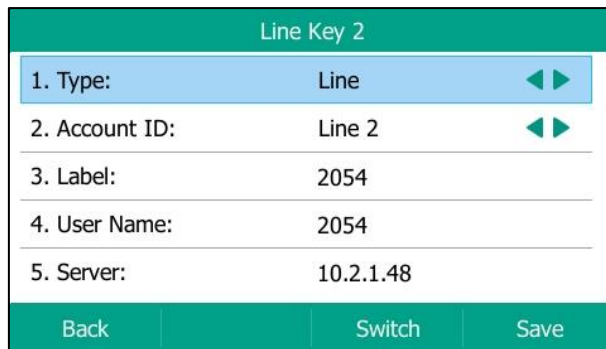 Line Key 2
1. Type: Line
2. Account ID: Line 2
3. Label: 2054
4. User Name: 2054
5. Server: 10.2.1.48
Back Switch Save